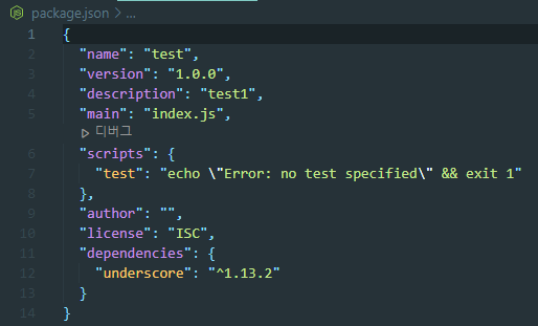 package.json > ...
1 {
2 "name": "test",
3 "version": "1.0.0",
4 "description": "test1",
5 "main": "index.js",
▷ 디버그
6 "scripts": {
7 "test": "echo \"Error: no test specified\" && exit 1"
8 },
9 "author": "",
10 "license": "ISC",
11 "dependencies": {
12 "underscore": "^1.13.2"
13 }
14 }